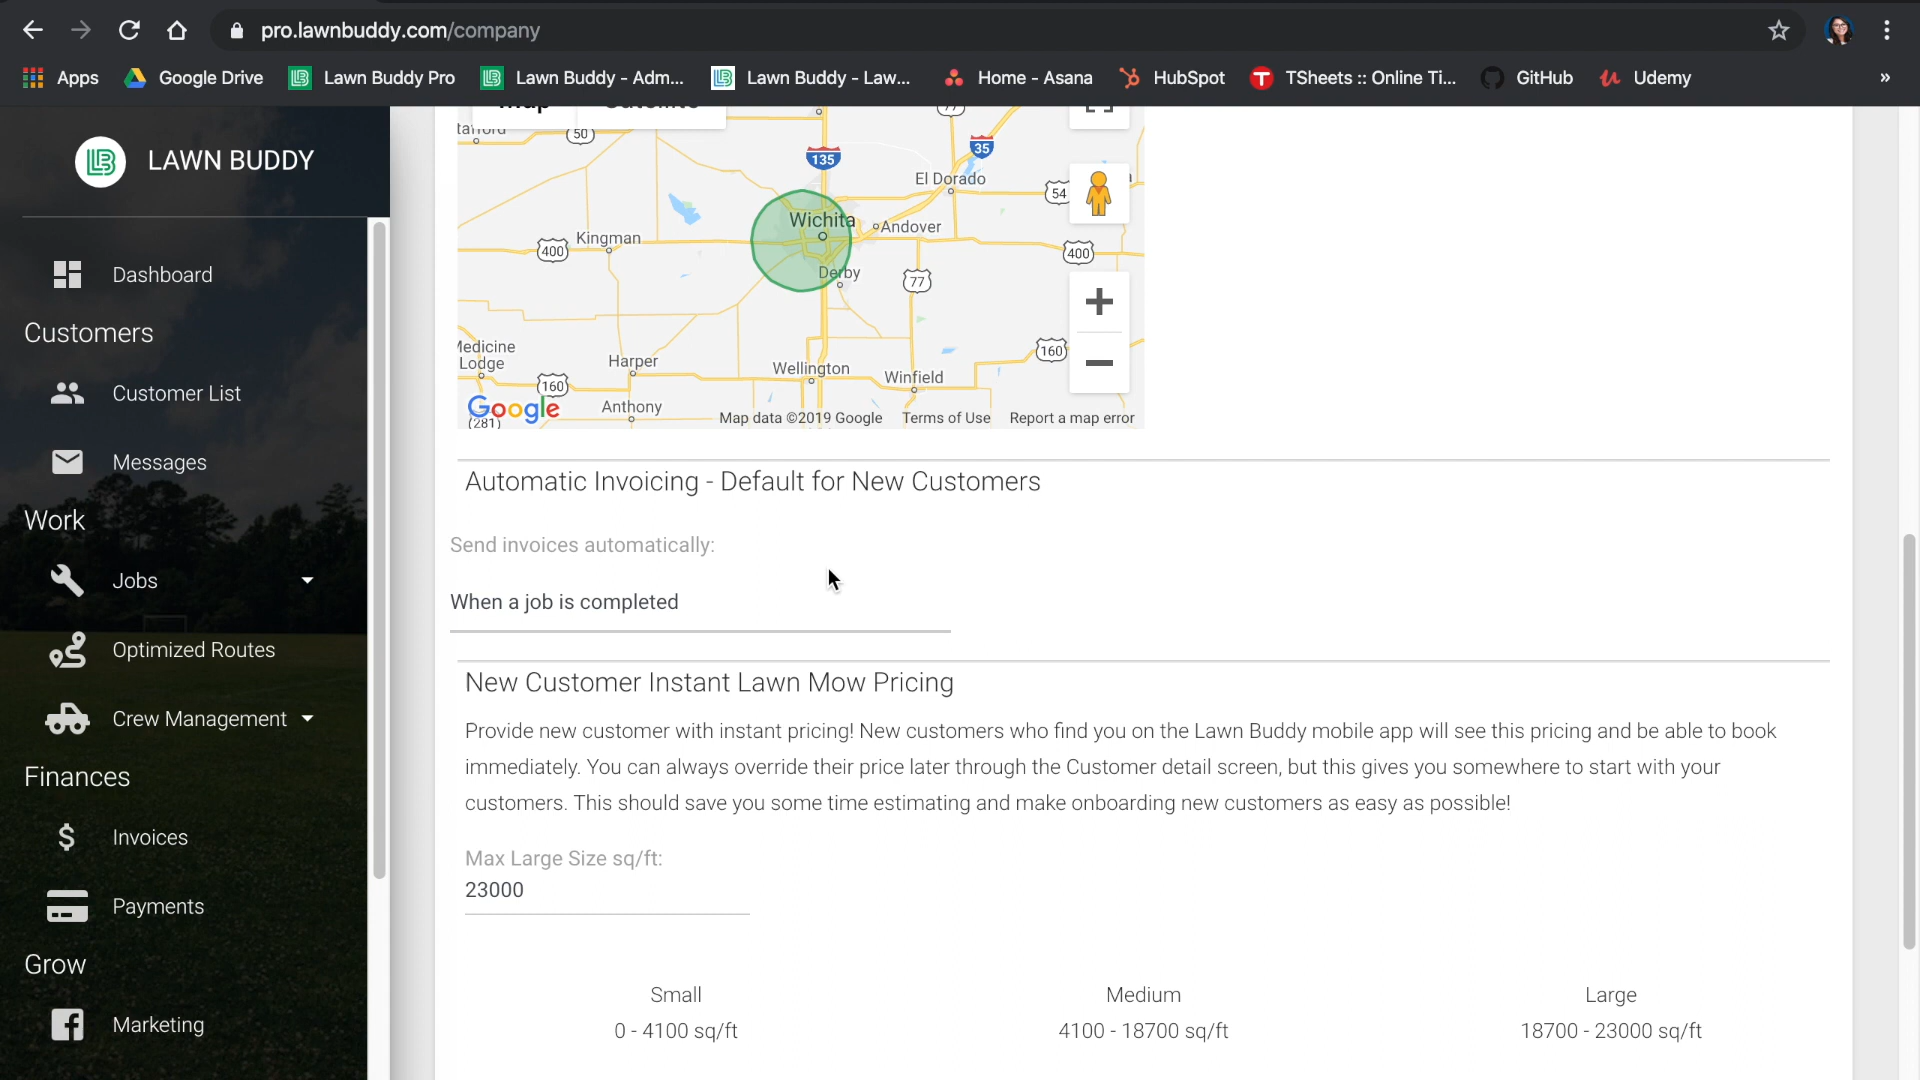 pro.lawnbuddy.com/company
Apps
Google Drive
Lawn Buddy Pro
Lawn Buddy - Adm...
Lawn Buddy - Law...
Home - Asana
HubSpot
TSheets :: Online Ti...
GitHub
Udemy
LAWN BUDDY
Dashboard
Customers
Customer List
Messages
Work
Jobs
Optimized Routes
Crew Management
Finances
Invoices
Payments
Grow
Marketing
50
135
35
El Dorado
54
Wichita
Andover
Kingman
400
400
Derby
77
Medicine
Lodge
Harper
Wellington
Winfield
160
160
Anthony
Google
(281)
Map data ©2019 Google
Terms of Use
Report a map error
Automatic Invoicing - Default for New Customers
Send invoices automatically:
When a job is completed
New Customer Instant Lawn Mow Pricing
Provide new customer with instant pricing! New customers who find you on the Lawn Buddy mobile app will see this pricing and be able to book
immediately. You can always override their price later through the Customer detail screen, but this gives you somewhere to start with your
customers. This should save you some time estimating and make onboarding new customers as easy as possible!
Max Large Size sq/ft:
23000
Small
0 - 4100 sq/ft
Medium
4100 - 18700 sq/ft
Large
18700 - 23000 sq/ft